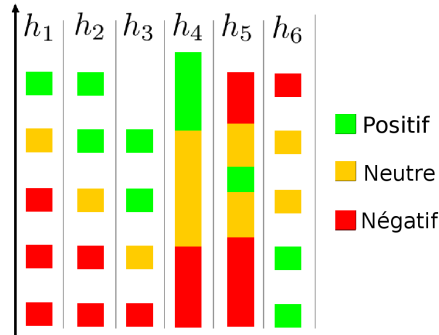 h₁ h₂ h₃ h₄ h₅ h₆
Positif
Neutre
Négatif